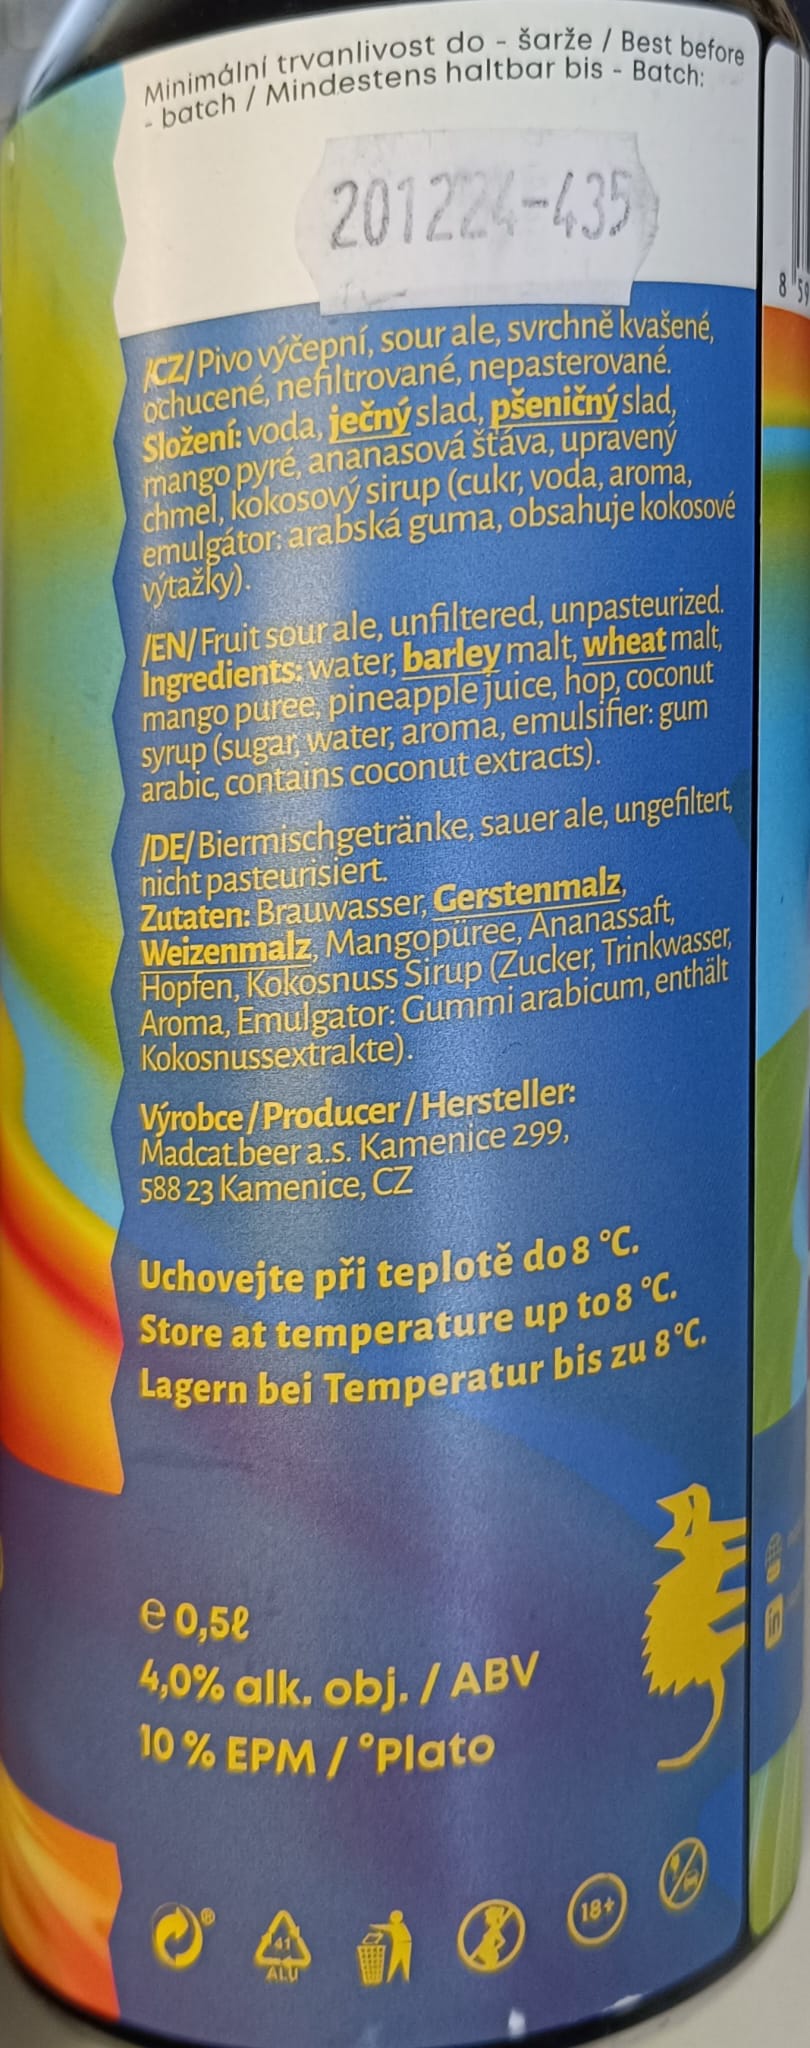 Minimální trvanlivost do - šarže / Best before
- batch / Mindestens haltbar bis - Batch:
201224-435
/CZ/ Pivo výčepní, sour ale, svrchně kvašené,
ochucené, nefiltrované, nepasterované.
Složení: voda, ječný slad, pšeničný slad,
mango pyré, ananasová šťáva, upravený
chmel, kokosový sirup (cukr, voda, aroma,
emulgátor: arabská guma, obsahuje kokosové
výtažky).
/EN/ Fruit sour ale, unfiltered, unpasteurized.
Ingredients: water, barley malt, wheat malt,
mango puree, pineapple juice, hop, coconut
syrup (sugar, water, aroma, emulsifier: gum
arabic, contains coconut extracts).
/DE/ Biermischgetränke, sauer ale, ungefiltert,
nicht pasteurisiert.
Zutaten: Brauwasser, Gerstenmalz,
Weizenmalz, Mangopüree, Ananassaft,
Hopfen, Kokosnuss Sirup (Zucker, Trinkwasser,
Aroma, Emulgator: Gummi arabicum, enthält
Kokosnussextrakte).
Výrobce / Producer / Hersteller:
Madcat.beer a.s. Kamenice 299,
588 23 Kamenice, CZ
Uchovejte při teplotě do 8 °C.
Store at temperature up to 8 °C.
Lagern bei Temperatur bis zu 8 °C.
e 0,5ℓ
4,0% alk. obj. / ABV
10 % EPM / °Plato
41
ALU
18+
8 59
in